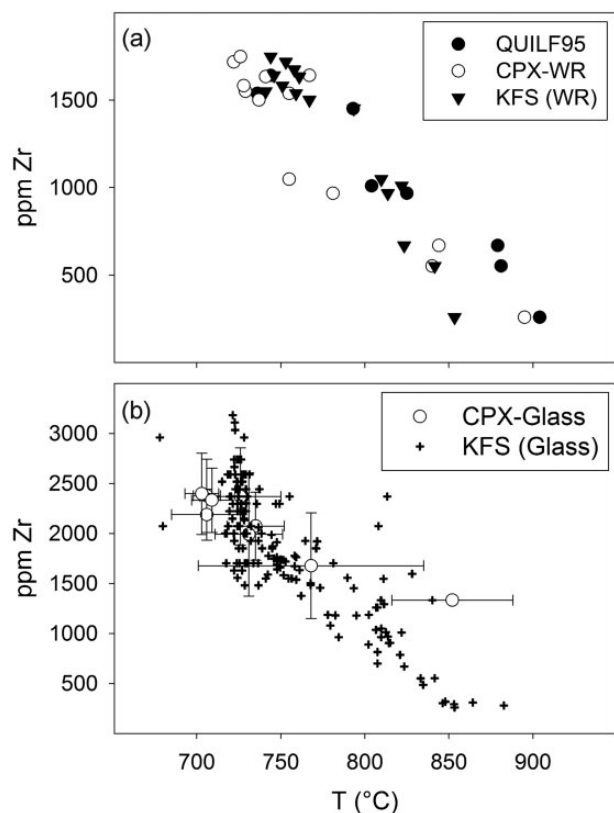 (a)
QUILF95
CPX-WR
KFS (WR)
1500
1000
500
ppm Zr
(b)
CPX-Glass
KFS (Glass)
3000
2500
2000
1500
1000
500
ppm Zr
700 750 800 850 900
T (°C)